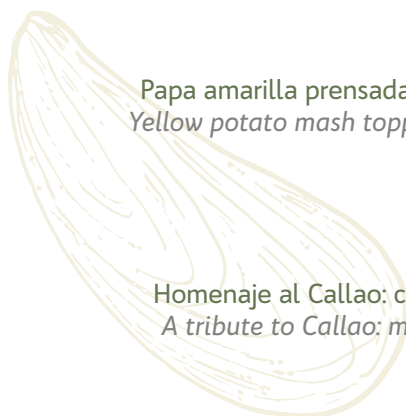 Papa amarilla prensada
Yellow potato mash
Homenaje al Callao:
A tribute to Callao: